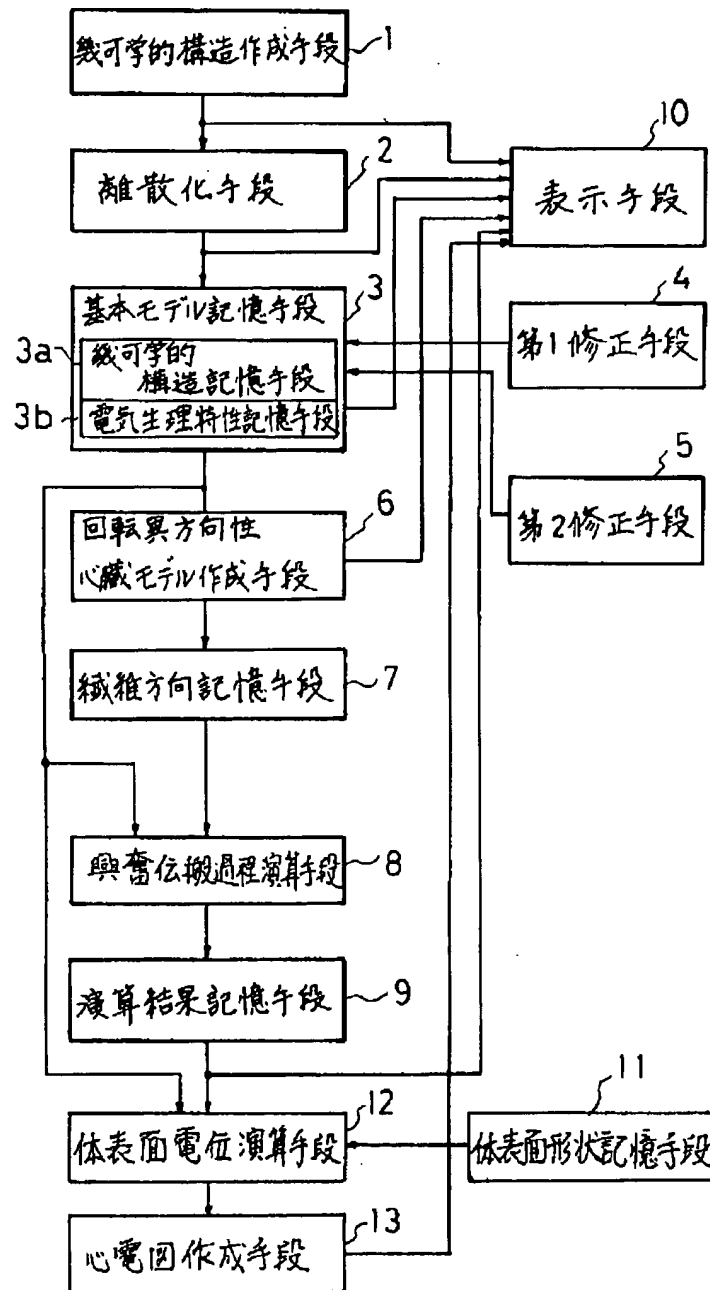 幾可学的構造作成手段
1
10
離散化手段
2
表示手段
基本モデル記憶手段
3
4
3a
幾可学的
構造記憶手段
第1修正手段
3b
電気生理特性記憶手段
5
回転異方向性
心臓モデル作成手段
6
第2修正手段
繊維方向記憶手段
7
興奮伝搬過程演算手段
8
演算結果記憶手段
9
11
体表面電位演算手段
12
体表面形状記憶手段
心電図作成手段
13